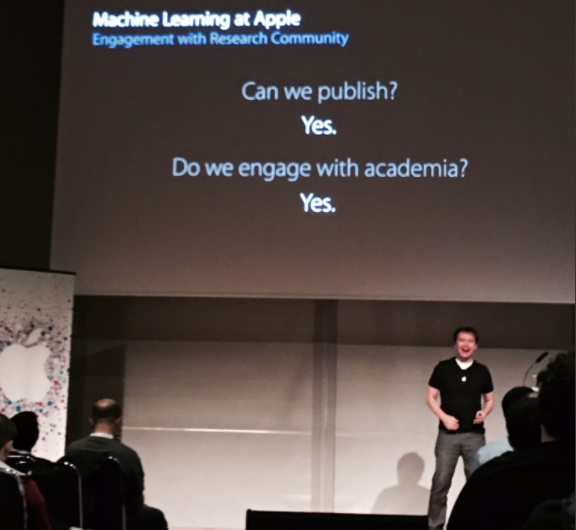 Machine Learning at Apple
Engagement with Research Community
Can we publish?
Yes.
Do we engage with academia?
Yes.